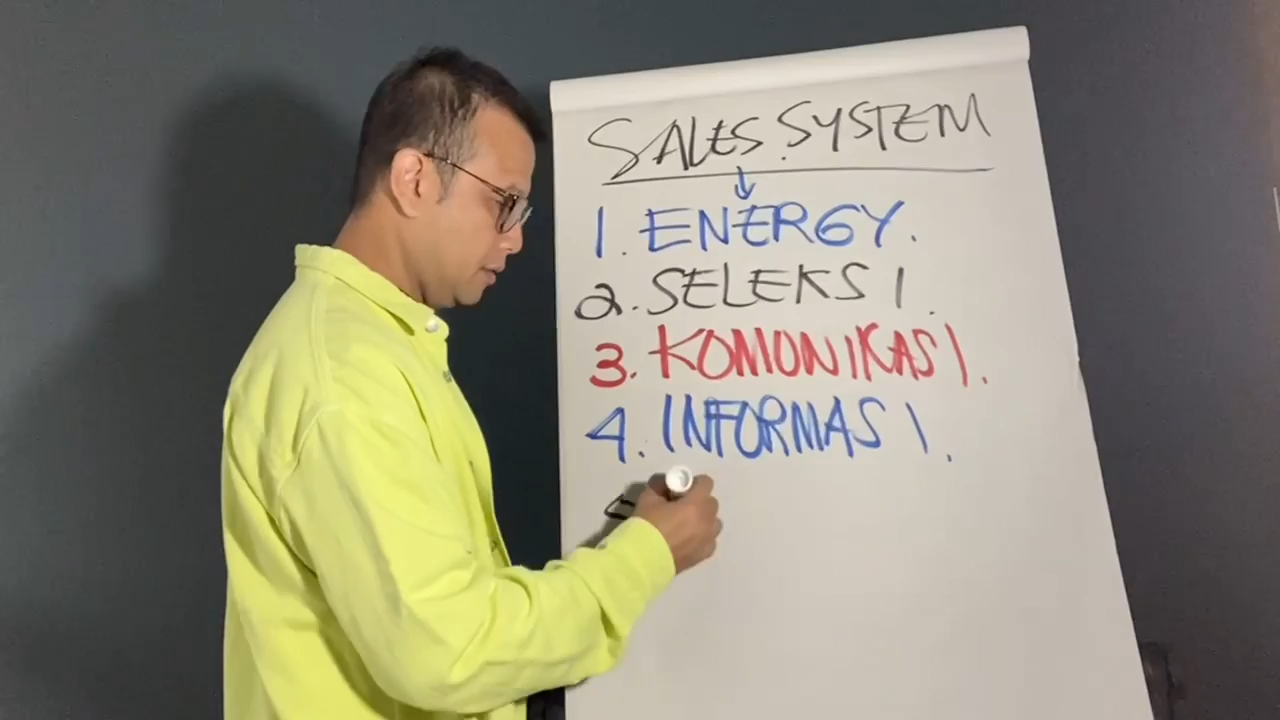 SALES SYSTEM
1. ENERGY.
2. SELEKSI.
3. KOMUNIKASI.
4. INFORMASI.